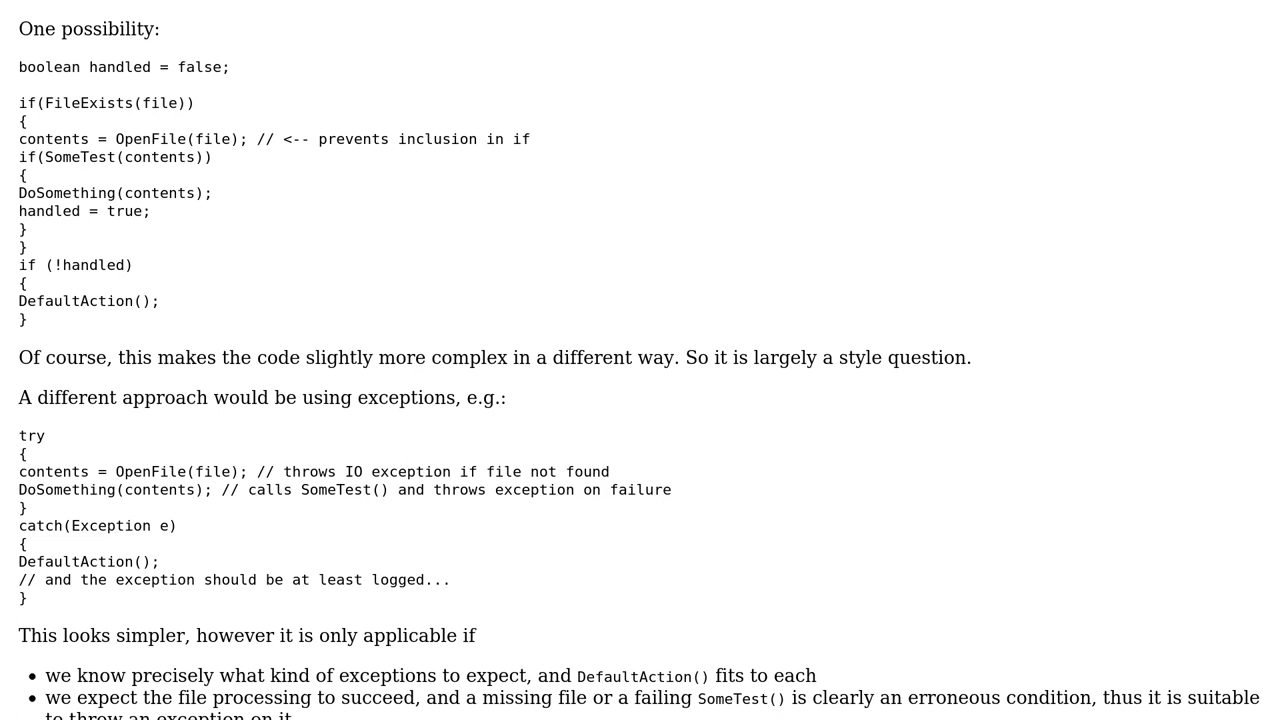 One possibility:
boolean handled = false;
if(FileExists(file))
{
contents = OpenFile(file); // <-- prevents inclusion in if
if(SomeTest(contents))
{
DoSomething(contents);
handled = true;
}
}
if (!handled)
{
DefaultAction();
}
Of course, this makes the code slightly more complex in a different way. So it is largely a style question.
A different approach would be using exceptions, e.g.:
try
{
contents = OpenFile(file); // throws IO exception if file not found
DoSomething(contents); // calls SomeTest() and throws exception on failure
}
catch(Exception e)
{
DefaultAction();
// and the exception should be at least logged...
}
This looks simpler, however it is only applicable if
• we know precisely what kind of exceptions to expect, and DefaultAction() fits to each
• we expect the file processing to succeed, and a missing file or a failing SomeTest() is clearly an erroneous condition, thus it is suitable
to throw an exception on it